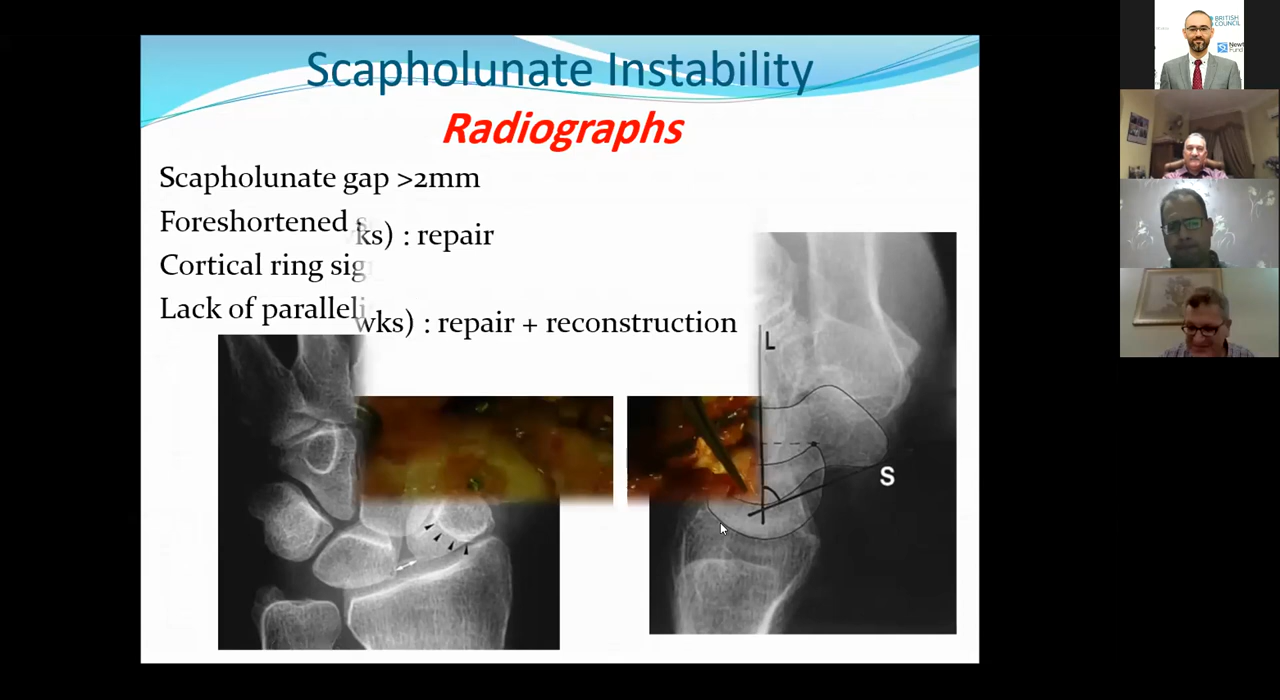 Scapholunate Instability
Radiographs
Scapholunate gap >2mm
Foreshortened s
ks) : repair
Cortical ring sig
Lack of paralleli
wks) : repair + reconstruction
L
S
BRITISH
COUNCIL
Fund